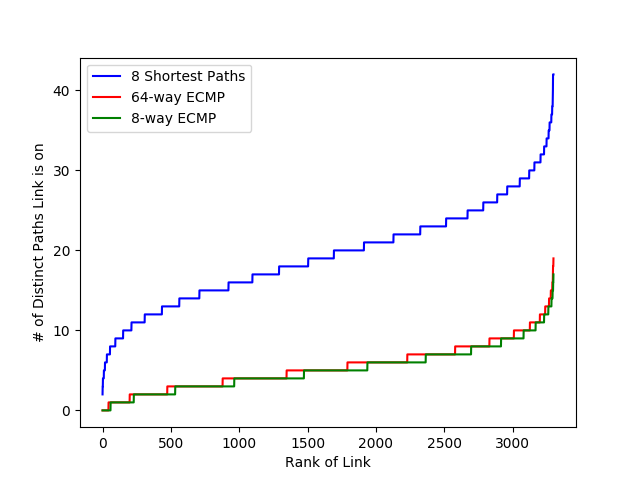 8 Shortest Paths
64-way ECMP
8-way ECMP
# of Distinct Paths Link is on
40
30
20
10
0
0 500 1000 1500 2000 2500 3000
Rank of Link